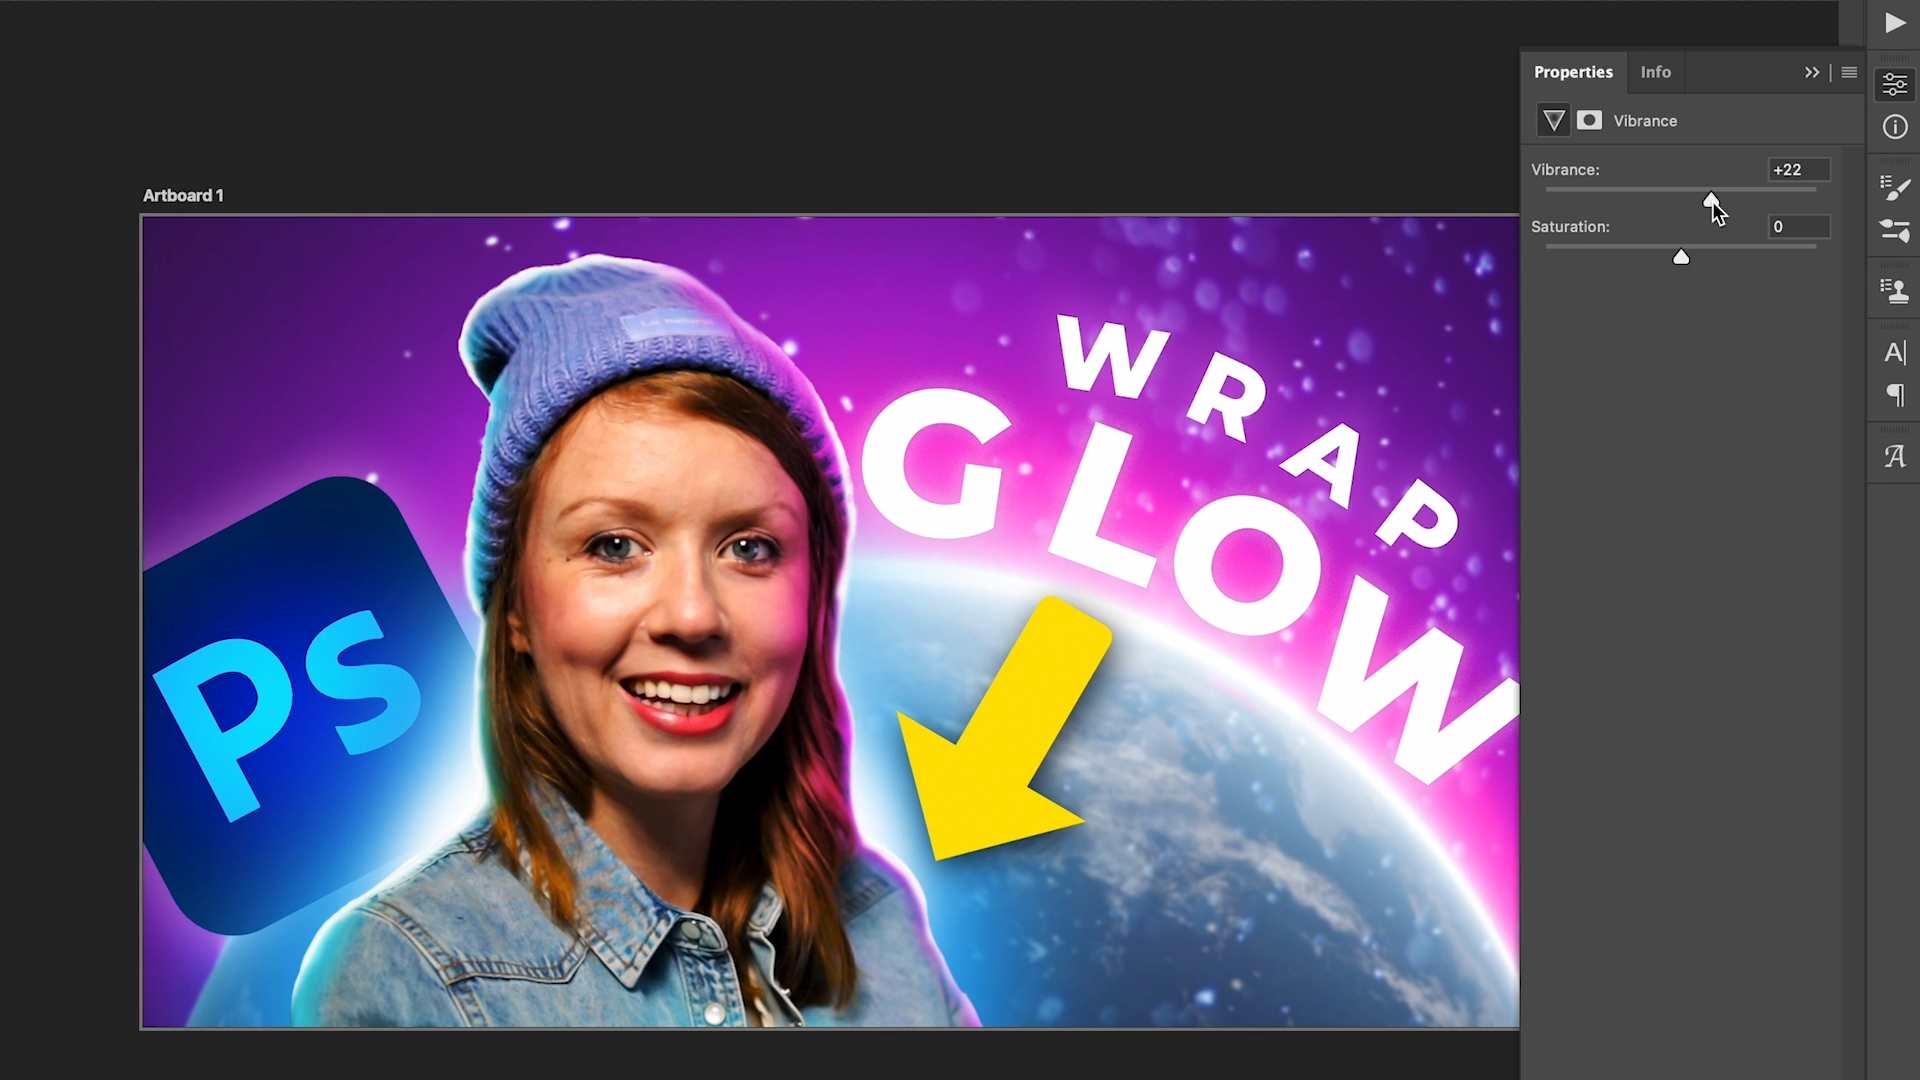 Properties
Info
Vibrance
Vibrance:
+22
Saturation:
0
Artboard 1
WRAP
GLOW
Ps